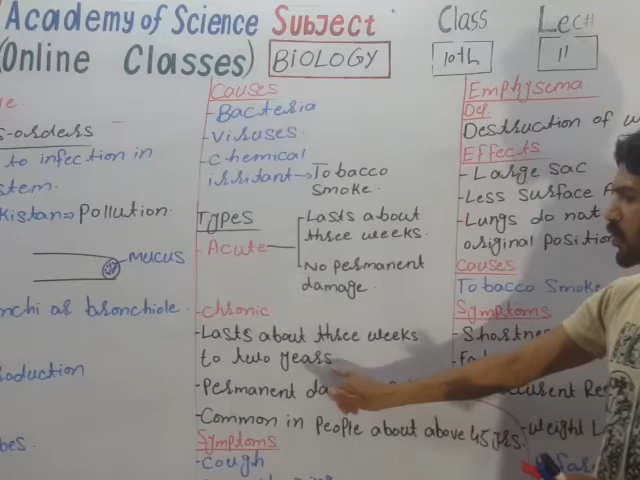 Academy of Science Subject Class Lect
(Online Classes) BIOLOGY 10th 11
s-orders
to infection in
stem.
kistan=> Pollution.
mucus
nchi or bronchiole.
oduction
bes.
Causes
-Bacteria
-Viruses.
-Chemical
irritant->Tobacco
smoke.
Types
-Acute
-Lasts about
three weeks.
-No permanent
damage.
-Chronic
-Lasts about three weeks
to two years
-Permanent da
-Common in people about above 45 yrs.
Symptoms
-Cough
Emphysema
Def.
Destruction of w
Effects
-Large sac
-Less surface A
-Lungs do not
original position
Causes
Tobacco Smoke
Symptoms
-Shortne
current Re
-Weight L